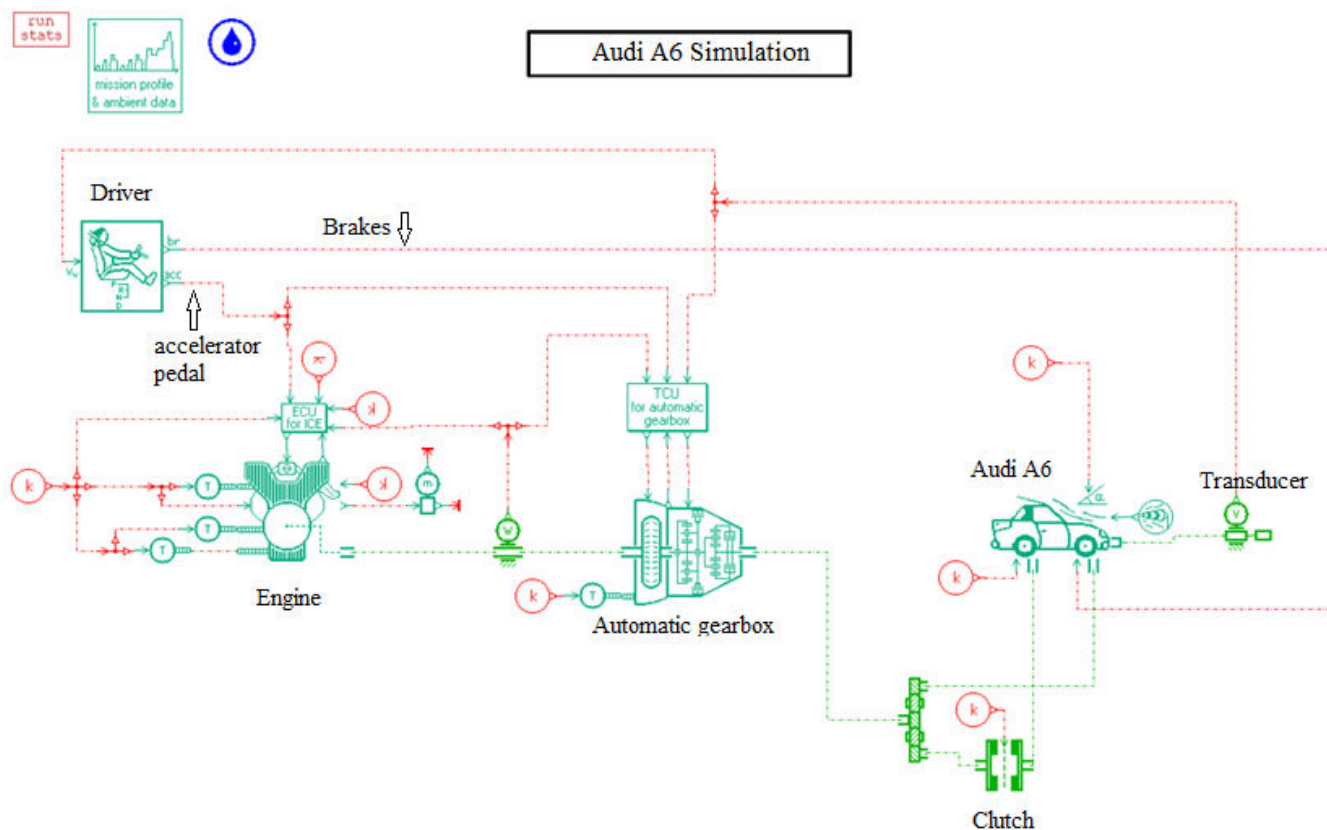 run
stats
mission profile
& ambient data
Audi A6 Simulation
Driver
Brakes
br
Vv
acc
P
R
N
D
accelerator
pedal
k
k
ECU
for ICE
k
TCU
for automatic
gearbox
k
T
k
m
T
T
W
V
α
Audi A6
Transducer
k
k
T
k
Engine
Automatic gearbox
k
Clutch